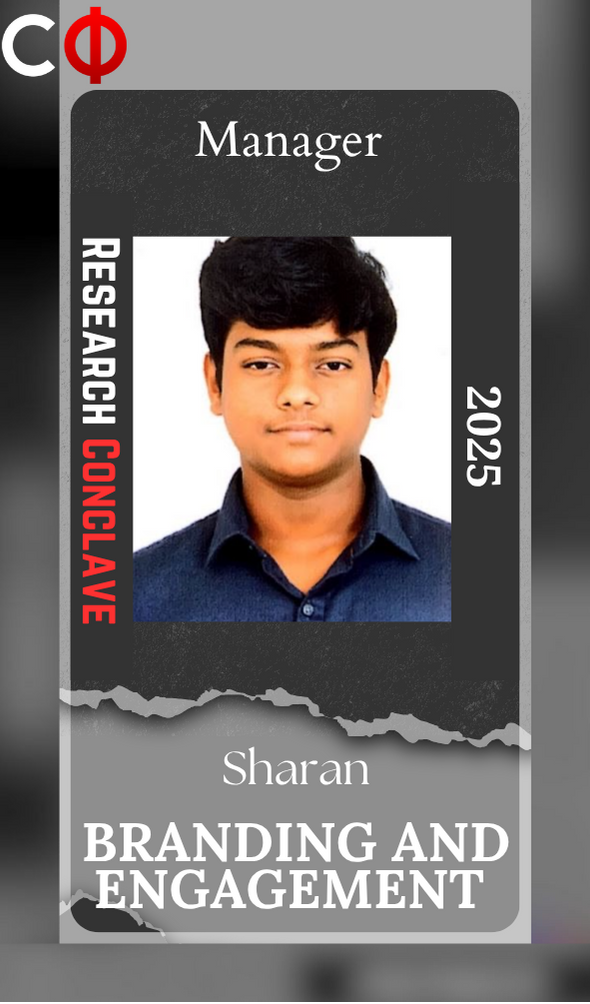 CΦ
Manager
RESEARCH CONCLAVE
2025
Sharan
BRANDING AND
ENGAGEMENT